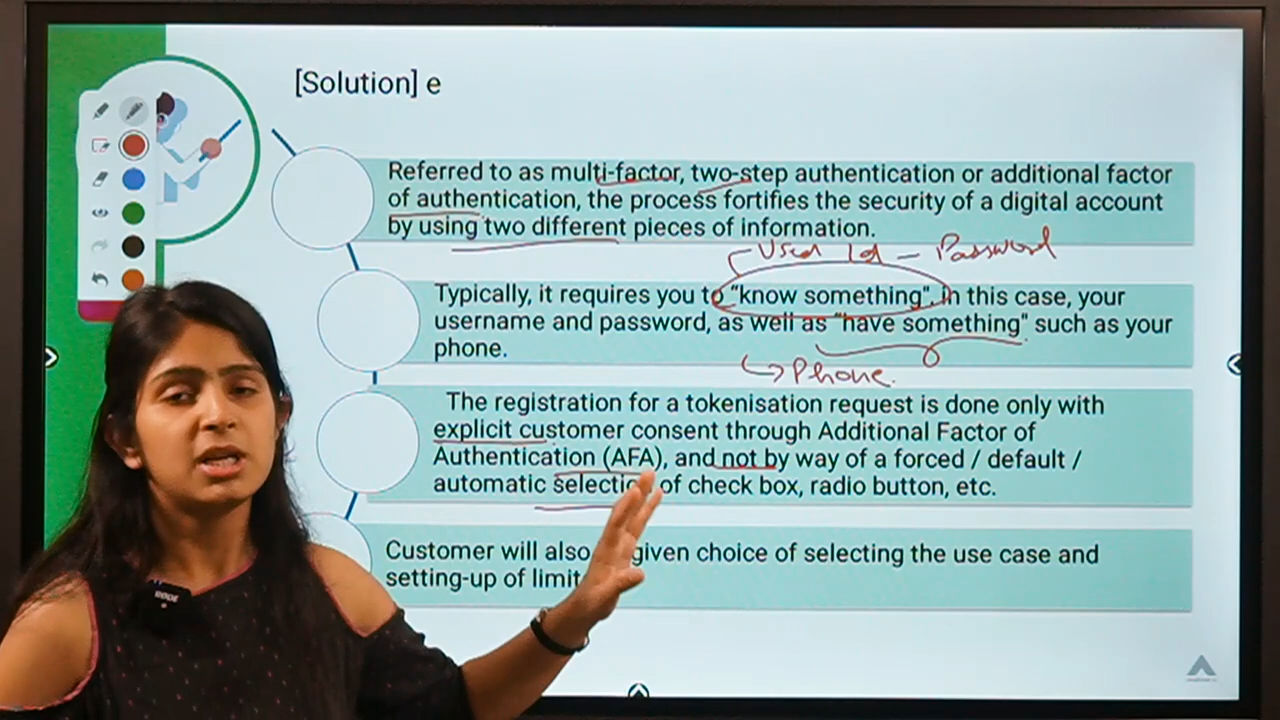 [Solution] e
Referred to as multi-factor, two-step authentication or additional factor
of authentication, the process fortifies the security of a digital account
by using two different pieces of information.
Used Id - Password
Typically, it requires you to "know something". In this case, your
username and password, as well as "have something" such as your
phone.
↳ Phone.
The registration for a tokenisation request is done only with
explicit customer consent through Additional Factor of
Authentication (AFA), and not by way of a forced / default /
automatic selection of check box, radio button, etc.
Customer will also given choice of selecting the use case and
setting-up of limit
RODE